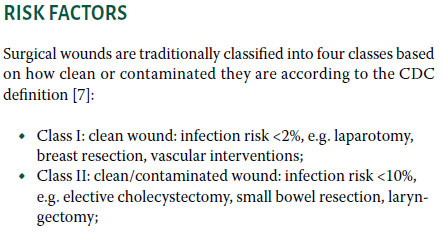 RISK FACTORS
Surgical wounds are traditionally classified into four classes based
on how clean or contaminated they are according to the CDC
definition [7]:
◆ Class I: clean wound: infection risk <2%, e.g. laparotomy,
breast resection, vascular interventions;
◆ Class II: clean/contaminated wound: infection risk <10%,
e.g. elective cholecystectomy, small bowel resection, laryn-
gectomy;